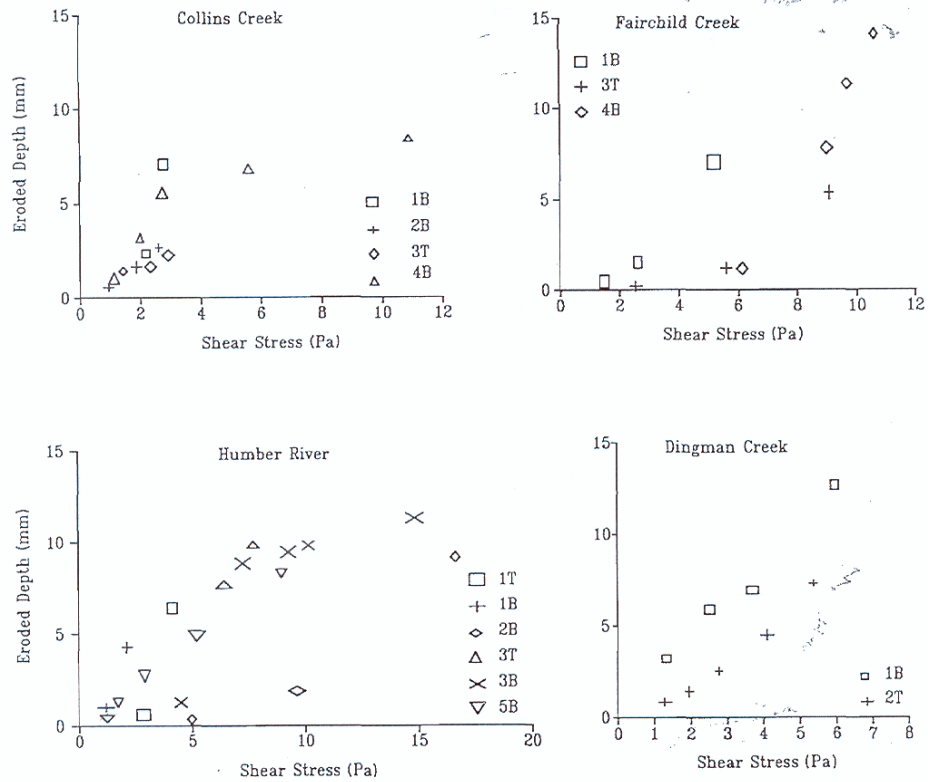 Collins Creek
Eroded Depth (mm)
15
10
5
0
1B
2B
3T
4B
0 2 4 6 8 10 12
Shear Stress (Pa)
Fairchild Creek
15
10
5
0
1B
3T
4B
0 2 4 6 8 10 12
Shear Stress (Pa)
Humber River
Eroded Depth (mm)
15
10
5
0
1T
1B
2B
3T
3B
5B
0 5 10 15 20
Shear Stress (Pa)
Dingman Creek
15
10
5
0
1B
2T
0 1 2 3 4 5 6 7 8
Shear Stress (Pa)